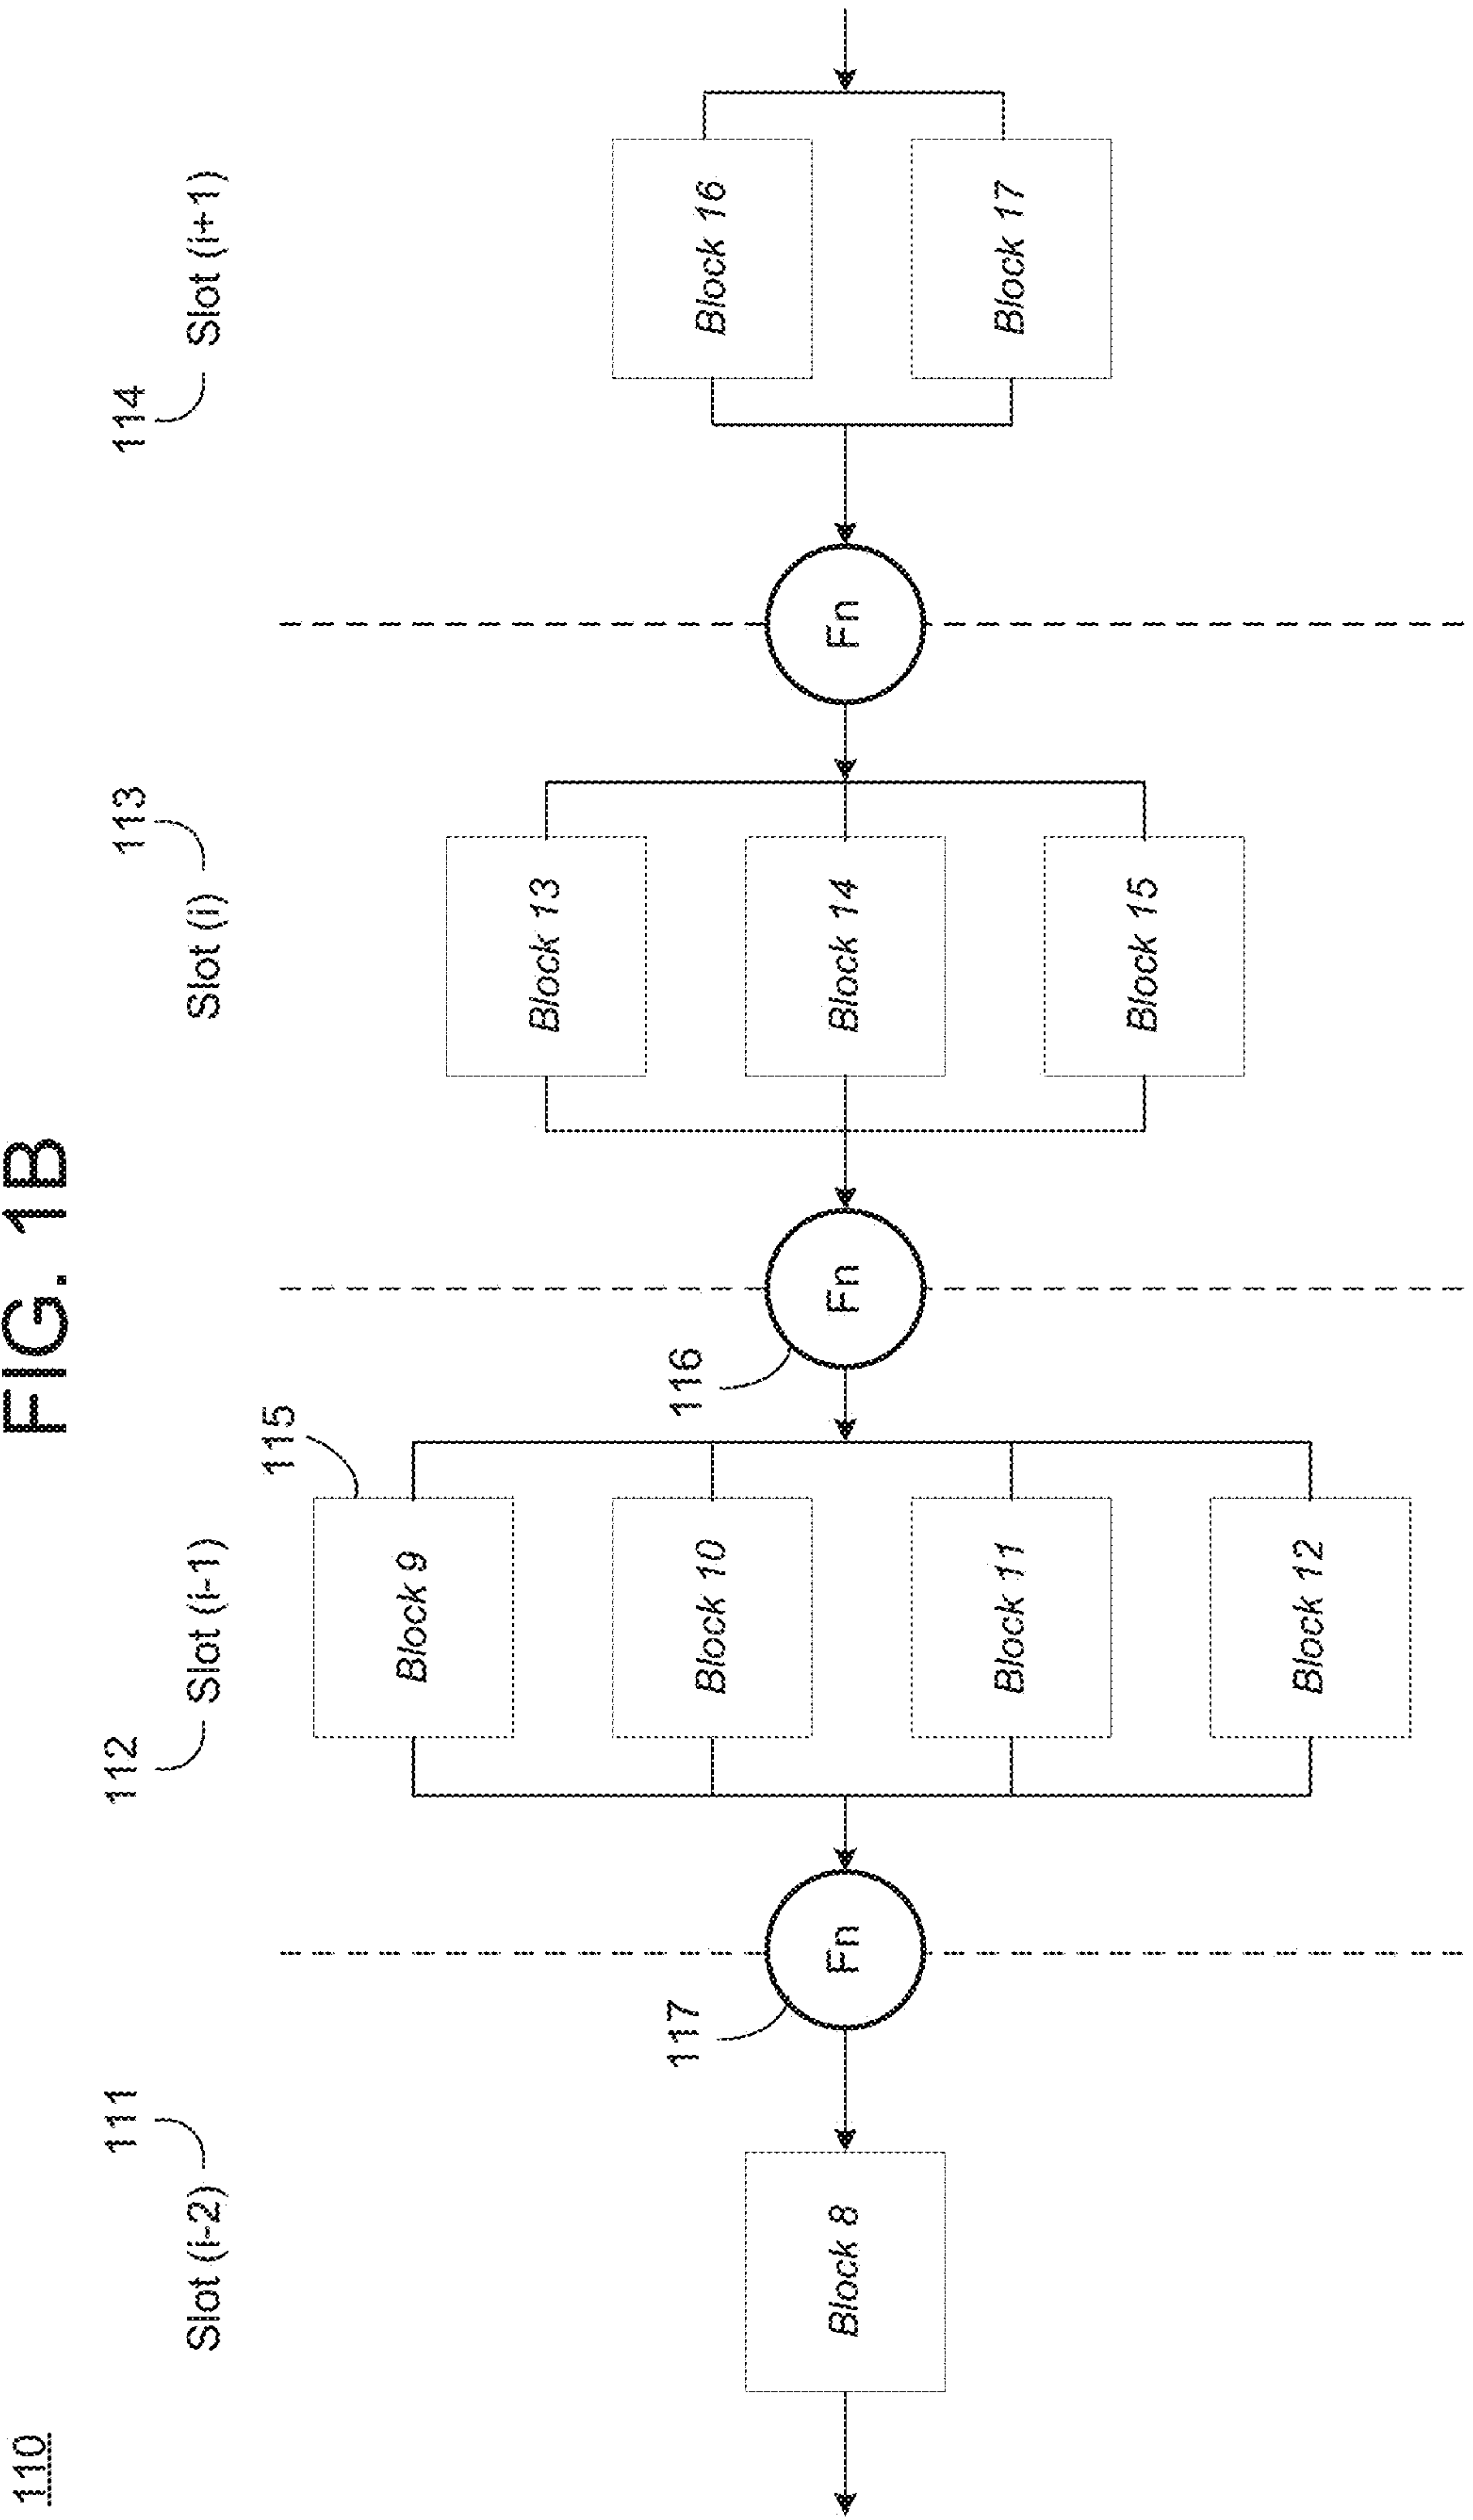 110
FIG. 1B
111
Slot (i-2)
112
Slot (i-1)
113
Slot (i)
114
Slot (i+1)
115
116
117
Block 8
Fn
Block 9
Block 10
Block 11
Block 12
Fn
Block 13
Block 14
Block 15
Fn
Block 16
Block 17